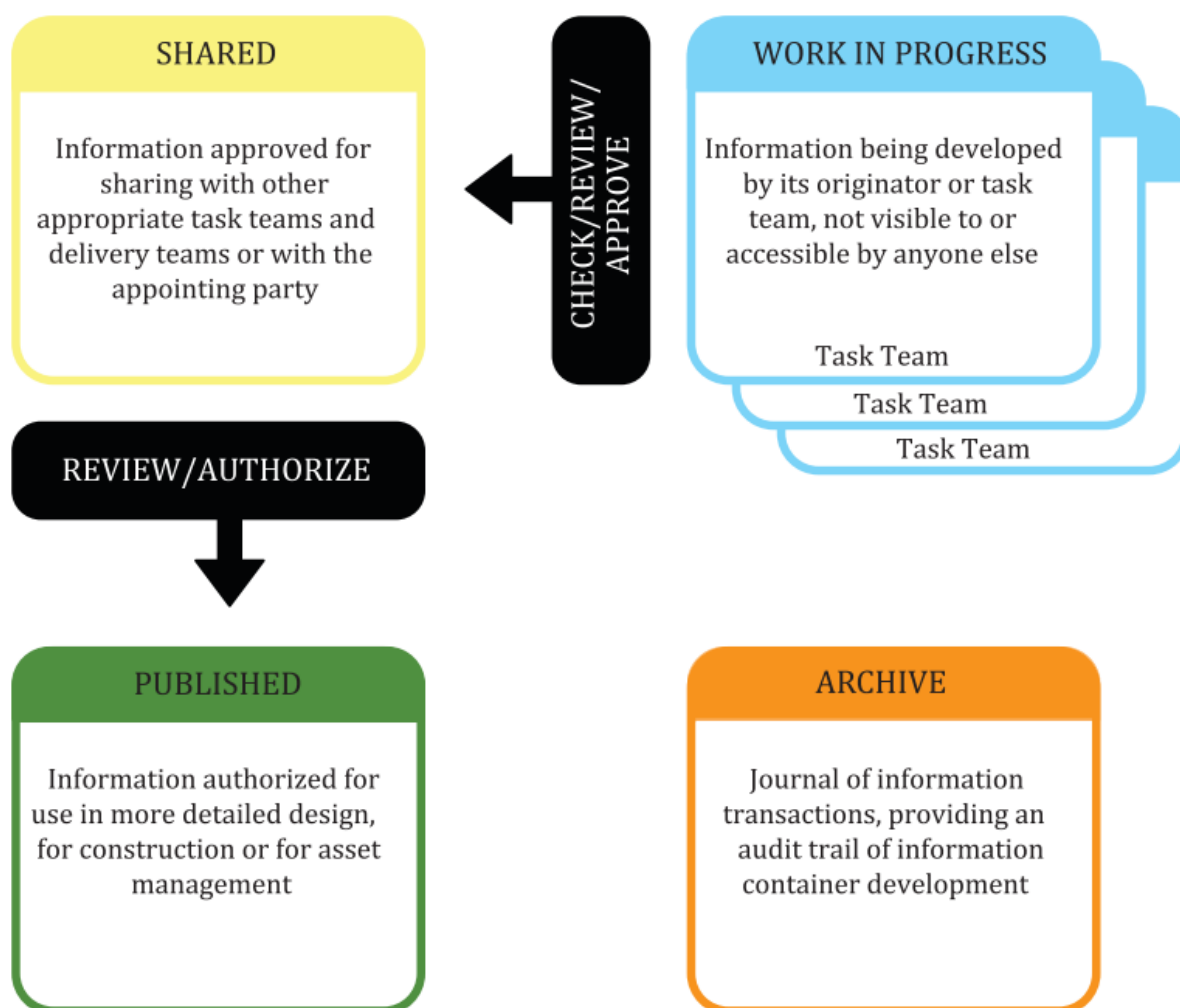 SHARED
Information approved for
sharing with other
appropriate task teams and
delivery teams or with the
appointing party
CHECK/REVIEW/
APPROVE
WORK IN PROGRESS
Information being developed
by its originator or task
team, not visible to or
accessible by anyone else
Task Team
Task Team
Task Team
REVIEW/AUTHORIZE
PUBLISHED
Information authorized for
use in more detailed design,
for construction or for asset
management
ARCHIVE
Journal of information
transactions, providing an
audit trail of information
container development